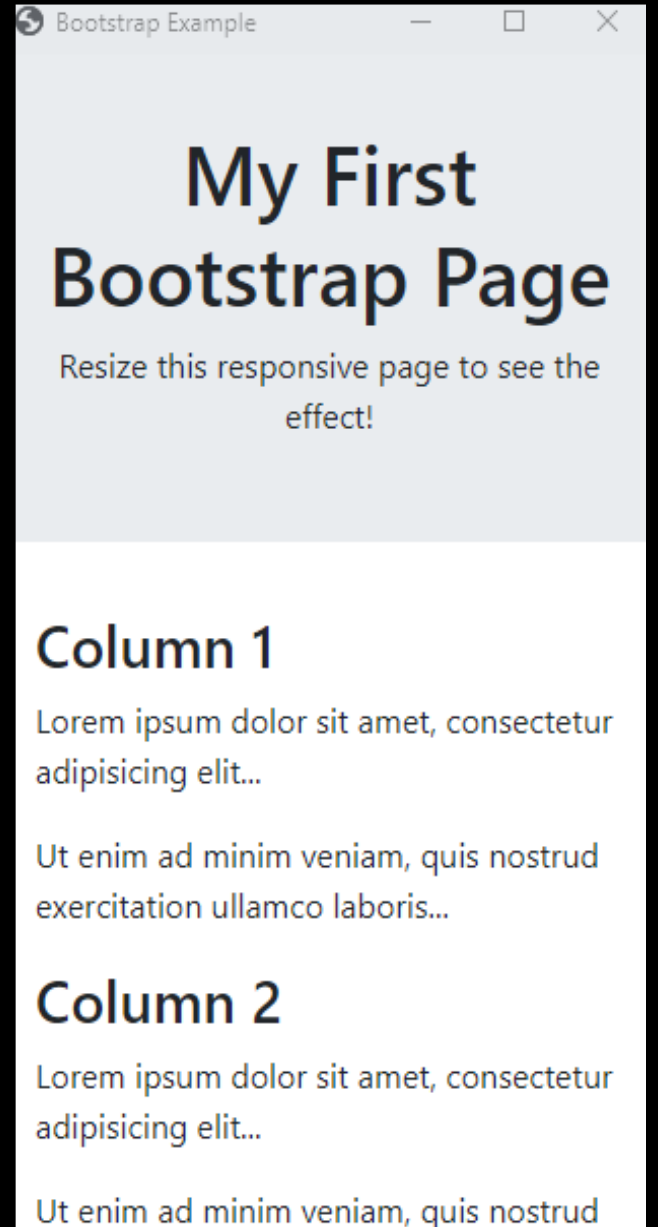 Bootstrap Example
My First
Bootstrap Page
Resize this responsive page to see the
effect!
Column 1
Lorem ipsum dolor sit amet, consectetur
adipisicing elit...
Ut enim ad minim veniam, quis nostrud
exercitation ullamco laboris...
Column 2
Lorem ipsum dolor sit amet, consectetur
adipisicing elit...
Ut enim ad minim veniam, quis nostrud